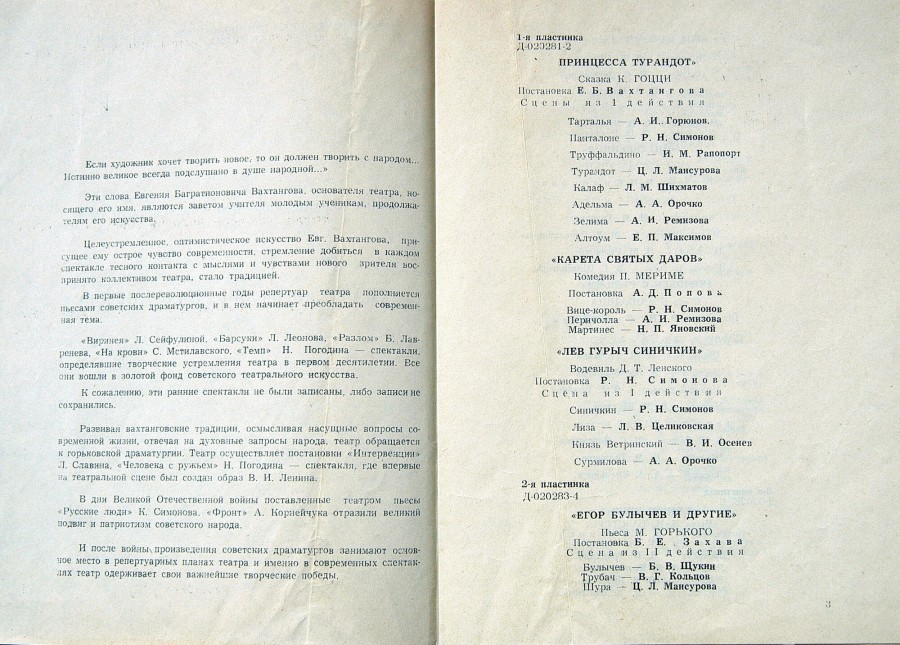 Если художник хочет творить новое, то он должен творить с народом...
Истинно великое всегда подслушано в душе народной...»
Эти слова Евгения Багратионовича Вахтангова, основателя театра, но-
сящего его имя, являются заветом учителя молодым ученикам, продолжа-
телям его искусства.
Целеустремленное, оптимистическое искусство Евг. Вахтангова, при-
сущее ему острое чувство современности, стремление добиться в каждом
спектакле тесного контакта с мыслями и чувствами нового зрителя вос-
принято коллективом театра, стало традицией.
В первые послереволюционные годы репертуар театра пополняется
пьесами советских драматургов, и в нем начинает преобладать современ-
ная тема.
«Виринея» Л. Сейфулиной, «Барсуки» Л. Леонова, «Разлом» Б. Лав-
ренева, «На крови» С. Мстилавского, «Темп» Н. Погодина — спектакли,
определявшие творческие устремления театра в первом десятилетии. Все
они вошли в золотой фонд советского театрального искусства.
К сожалению, эти ранние спектакли не были записаны, либо записи не
сохранились.
Развивая вахтанговские традиции, осмысливая насущные вопросы со-
временной жизни, отвечая на духовные запросы народа, театр обращается
к горьковской драматургии. Театр осуществляет постановки «Интервенции»
Л. Славина, «Человека с ружьем» Н. Погодина — спектакля, где впервые
на театральной сцене был создан образ В. И. Ленина.
В дни Великой Отечественной войны поставленные театром пьесы
«Русские люди» К. Симонова, «Фронт» А. Корнейчука отразили великий
подвиг и патриотизм советского народа.
И после войны произведения советских драматургов занимают основ-
ное место в репертуарных планах театра и именно в современных спектак-
лях театр одерживает свои важнейшие творческие победы.
1-я пластинка
Д-020281-2
ПРИНЦЕССА ТУРАНДОТ»
Сказка К. ГОЦЦИ
Постановка Е. Б. Вахтангова
Сцены из I действия
Тарталья — А. И. Горюнов.
Панталоне — Р. Н. Симонов
Труффальдино — И. М. Рапопорт
Турандот — Ц. Л. Мансурова
Калаф — Л. М. Шихматов
Адельма — А. А. Орочко
Зелима — А. И. Ремизова
Алтоум — Е. П. Максимов
«КАРЕТА СВЯТЫХ ДАРОВ»
Комедия П. МЕРИМЕ
Постановка А. Д. Попова
Вице-король — Р. Н. Симонов
Перичолла — А. И. Ремизова
Мартинес — Н. П. Яновский
«ЛЕВ ГУРЫЧ СИНИЧКИН»
Водевиль Д. Т. Ленского
Постановка Р. Н. Симонова
Сцена из I действия
Синичкин — Р. Н. Симонов
Лиза — Л. В. Целиковская
Князь Ветринский — В. И. Осенев
Сурмилова — А. А. Орочко
2-я пластинка
Д-020283-4
«ЕГОР БУЛЫЧЕВ И ДРУГИЕ»
Пьеса М. ГОРЬКОГО
Постановка Б. Е. Захава
Сцена из II действия
Булычев — Б. В. Щукин
Трубач — В. Г. Кольцов
Шура — Ц. Л. Мансурова
3